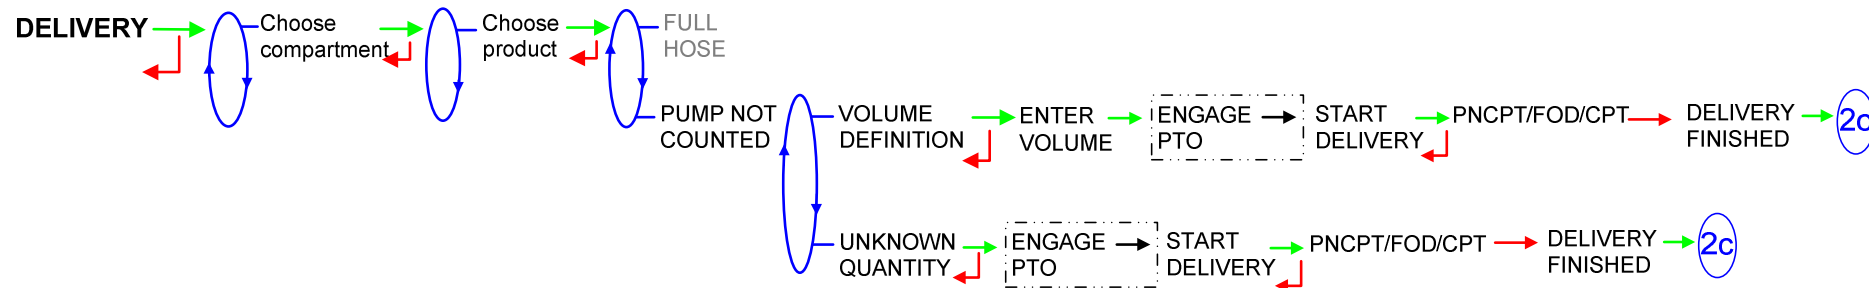 DELIVERY
Choose
compartment
Choose
product
FULL
HOSE
PUMP NOT
COUNTED
VOLUME
DEFINITION
ENTER
VOLUME
ENGAGE
PTO
START
DELIVERY
PNCPT/FOD/CPT
DELIVERY
FINISHED
2c
UNKNOWN
QUANTITY
ENGAGE
PTO
START
DELIVERY
PNCPT/FOD/CPT
DELIVERY
FINISHED
2c